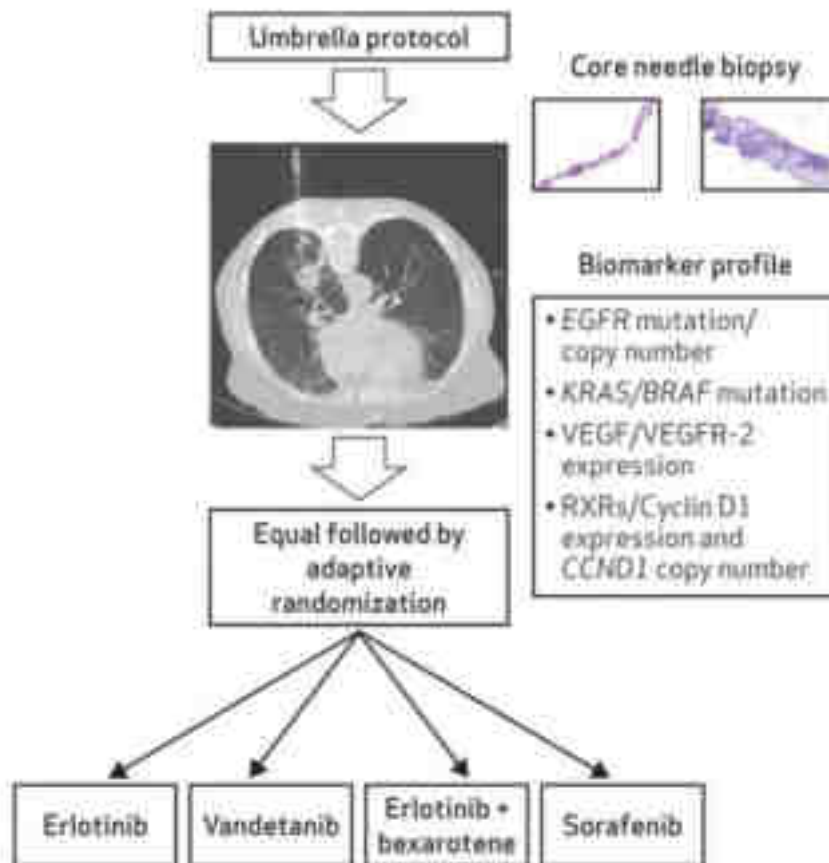 Umbrella protocol
Core needle biopsy
Biomarker profile
• EGFR mutation/
copy number
• KRAS/BRAF mutation
• VEGF/VEGFR-2
expression
• RXRs/Cyclin D1
expression and
CCND1 copy number
Equal followed by
adaptive
randomization
Erlotinib
Vandetanib
Erlotinib +
bexarotene
Sorafenib